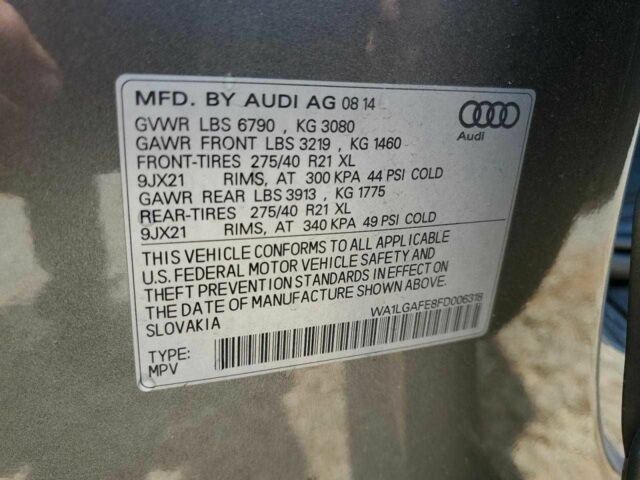 MFD. BY AUDI AG 08 14
GVWR LBS 6790 , KG 3080
GAWR FRONT LBS 3219 , KG 1460
FRONT-TIRES 275/40 R21 XL
9JX21 RIMS, AT 300 KPA 44 PSI COLD
GAWR REAR LBS 3913 , KG 1775
REAR-TIRES 275/40 R21 XL
9JX21 RIMS, AT 340 KPA 49 PSI COLD
Audi
THIS VEHICLE CONFORMS TO ALL APPLICABLE
U.S. FEDERAL MOTOR VEHICLE SAFETY AND
THEFT PREVENTION STANDARDS IN EFFECT ON
THE DATE OF MANUFACTURE SHOWN ABOVE.
SLOVAKIA
WA1LGAFE8FD006318
TYPE:
MPV